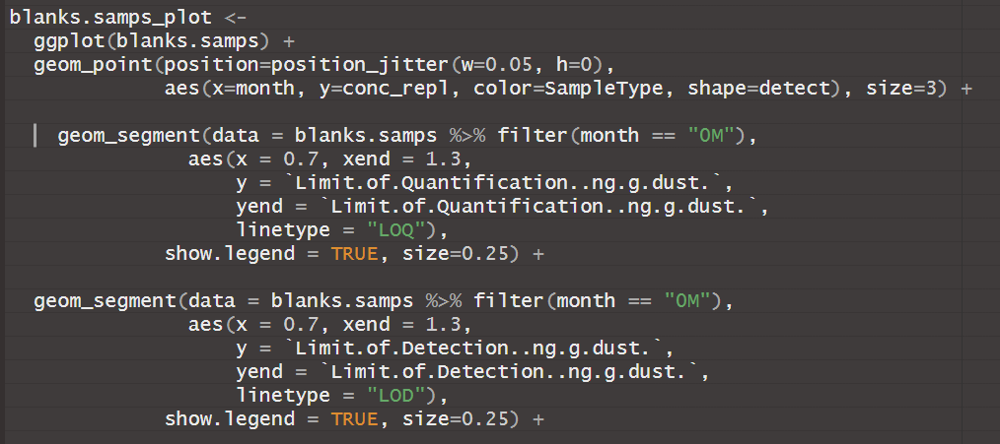 blanks.samps_plot <-
ggplot(blanks.samps) +
geom_point(position=position_jitter(w=0.05, h=0),
aes(x=month, y=conc_repl, color=SampleType, shape=detect), size=3) +
geom_segment(data = blanks.samps %>% filter(month == "0M"),
aes(x = 0.7, xend = 1.3,
y = `Limit.of.Quantification..ng.g.dust.`,
yend = `Limit.of.Quantification..ng.g.dust.`,
linetype = "LOQ"),
show.legend = TRUE, size=0.25) +
geom_segment(data = blanks.samps %>% filter(month == "0M"),
aes(x = 0.7, xend = 1.3,
y = `Limit.of.Detection..ng.g.dust.`,
yend = `Limit.of.Detection..ng.g.dust.`,
linetype = "LOD"),
show.legend = TRUE, size=0.25) +